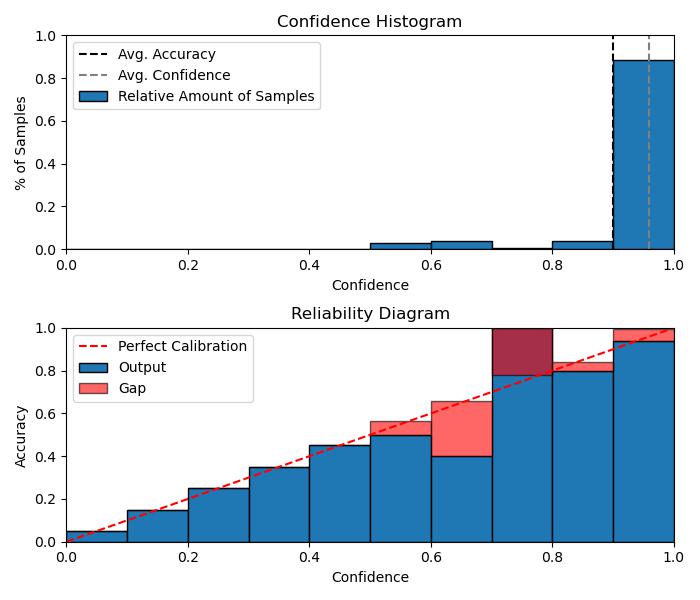 Confidence Histogram
1.0
0.8
0.6
0.4
0.2
0.0
% of Samples
Avg. Accuracy
Avg. Confidence
Relative Amount of Samples
0.0 0.2 0.4 0.6 0.8 1.0
Confidence
Reliability Diagram
1.0
0.8
0.6
0.4
0.2
0.0
Accuracy
Perfect Calibration
Output
Gap
0.0 0.2 0.4 0.6 0.8 1.0
Confidence